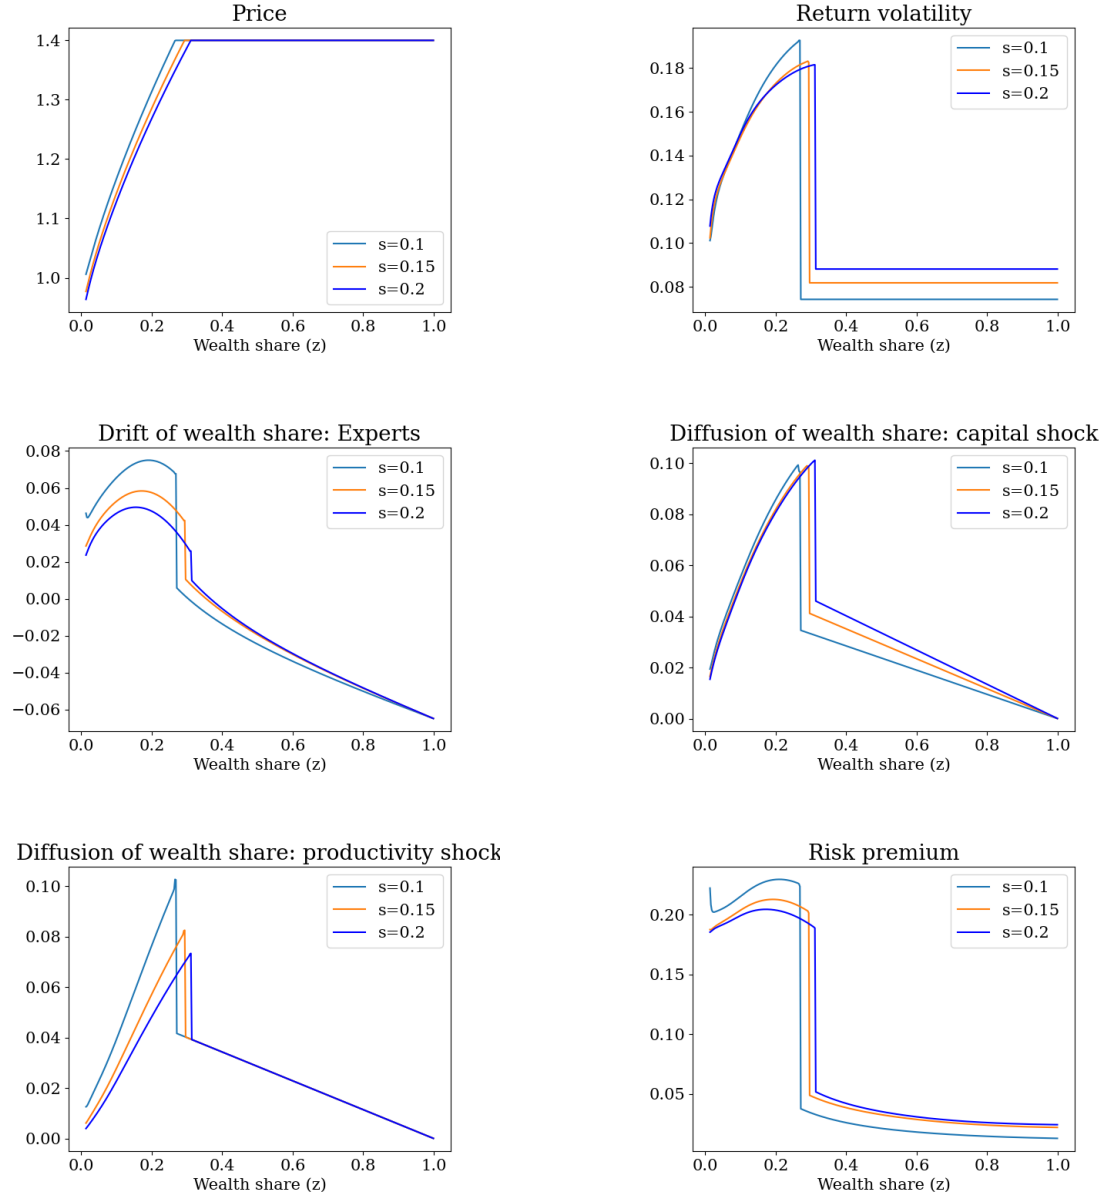 Price
1.4
1.3
1.2
1.1
1.0
s=0.1
s=0.15
s=0.2
0.0 0.2 0.4 0.6 0.8 1.0
Wealth share (z)
Return volatility
0.18
0.16
0.14
0.12
0.10
0.08
s=0.1
s=0.15
s=0.2
0.0 0.2 0.4 0.6 0.8 1.0
Wealth share (z)
Drift of wealth share: Experts
0.08
0.06
0.04
0.02
0.00
−0.02
−0.04
−0.06
s=0.1
s=0.15
s=0.2
0.0 0.2 0.4 0.6 0.8 1.0
Wealth share (z)
Diffusion of wealth share: capital shock
0.10
0.08
0.06
0.04
0.02
0.00
s=0.1
s=0.15
s=0.2
0.0 0.2 0.4 0.6 0.8 1.0
Wealth share (z)
Diffusion of wealth share: productivity shock
0.10
0.08
0.06
0.04
0.02
0.00
s=0.1
s=0.15
s=0.2
0.0 0.2 0.4 0.6 0.8 1.0
Wealth share (z)
Risk premium
0.20
0.15
0.10
0.05
s=0.1
s=0.15
s=0.2
0.0 0.2 0.4 0.6 0.8 1.0
Wealth share (z)